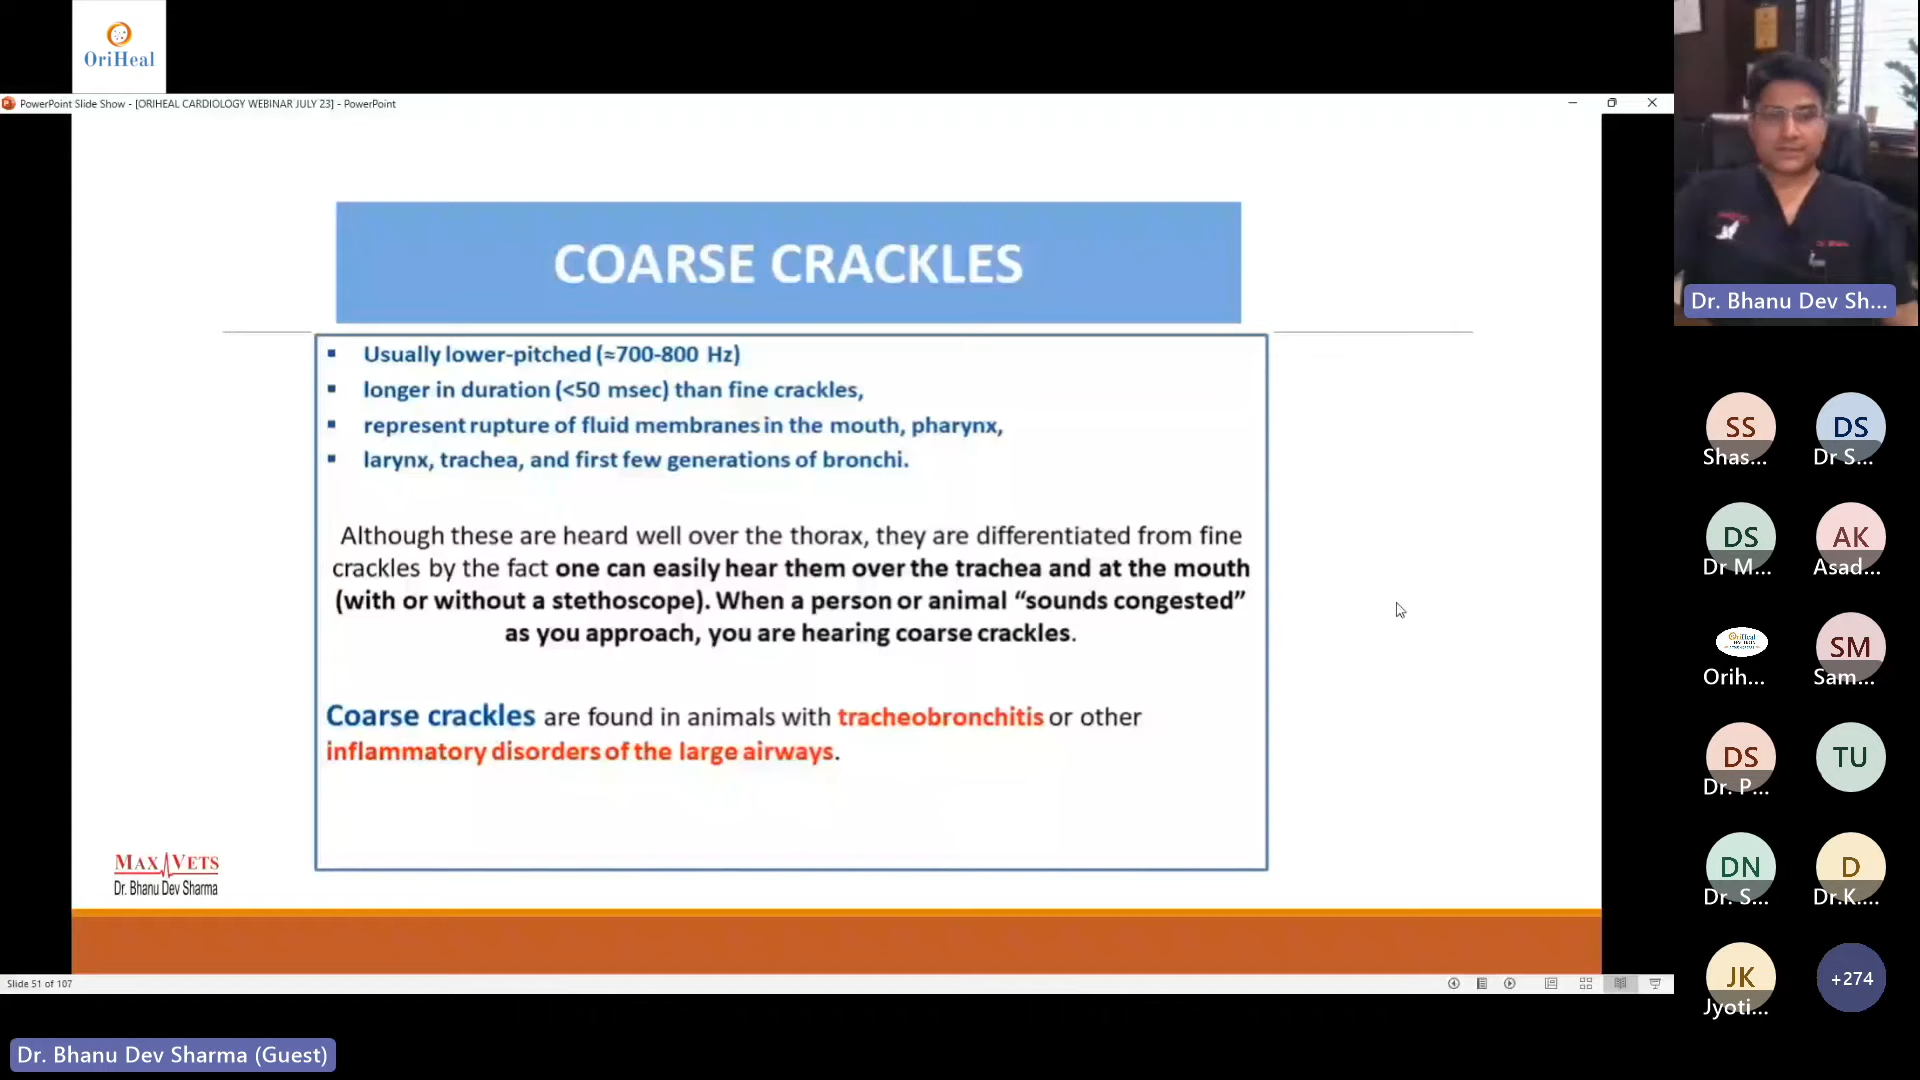 OriHeal
PowerPoint Slide Show - [ORIHEAL CARDIOLOGY WEBINAR JULY 23] - PowerPoint
COARSE CRACKLES
▪ Usually lower-pitched (≈700-800 Hz)
▪ longer in duration (<50 msec) than fine crackles,
▪ represent rupture of fluid membranes in the mouth, pharynx,
▪ larynx, trachea, and first few generations of bronchi.
Although these are heard well over the thorax, they are differentiated from fine
crackles by the fact one can easily hear them over the trachea and at the mouth
(with or without a stethoscope). When a person or animal “sounds congested”
as you approach, you are hearing coarse crackles.
Coarse crackles are found in animals with tracheobronchitis or other
inflammatory disorders of the large airways.
MAX VETS
Dr. Bhanu Dev Sharma
Slide 51 of 107
Dr. Bhanu Dev Sharma (Guest)
Dr. Bhanu Dev Sh...
SS
Shas...
DS
Dr S...
DS
Dr M...
AK
Asad...
OriHeal
Orih...
SM
Sam...
DS
Dr. P...
TU
DN
Dr. S...
D
Dr.K....
JK
Jyoti...
+274